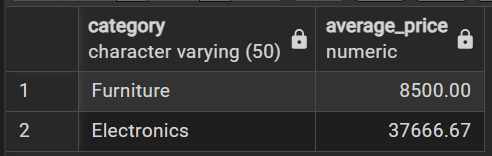 category average_price
character varying (50) numeric
1 Furniture 8500.00
2 Electronics 37666.67